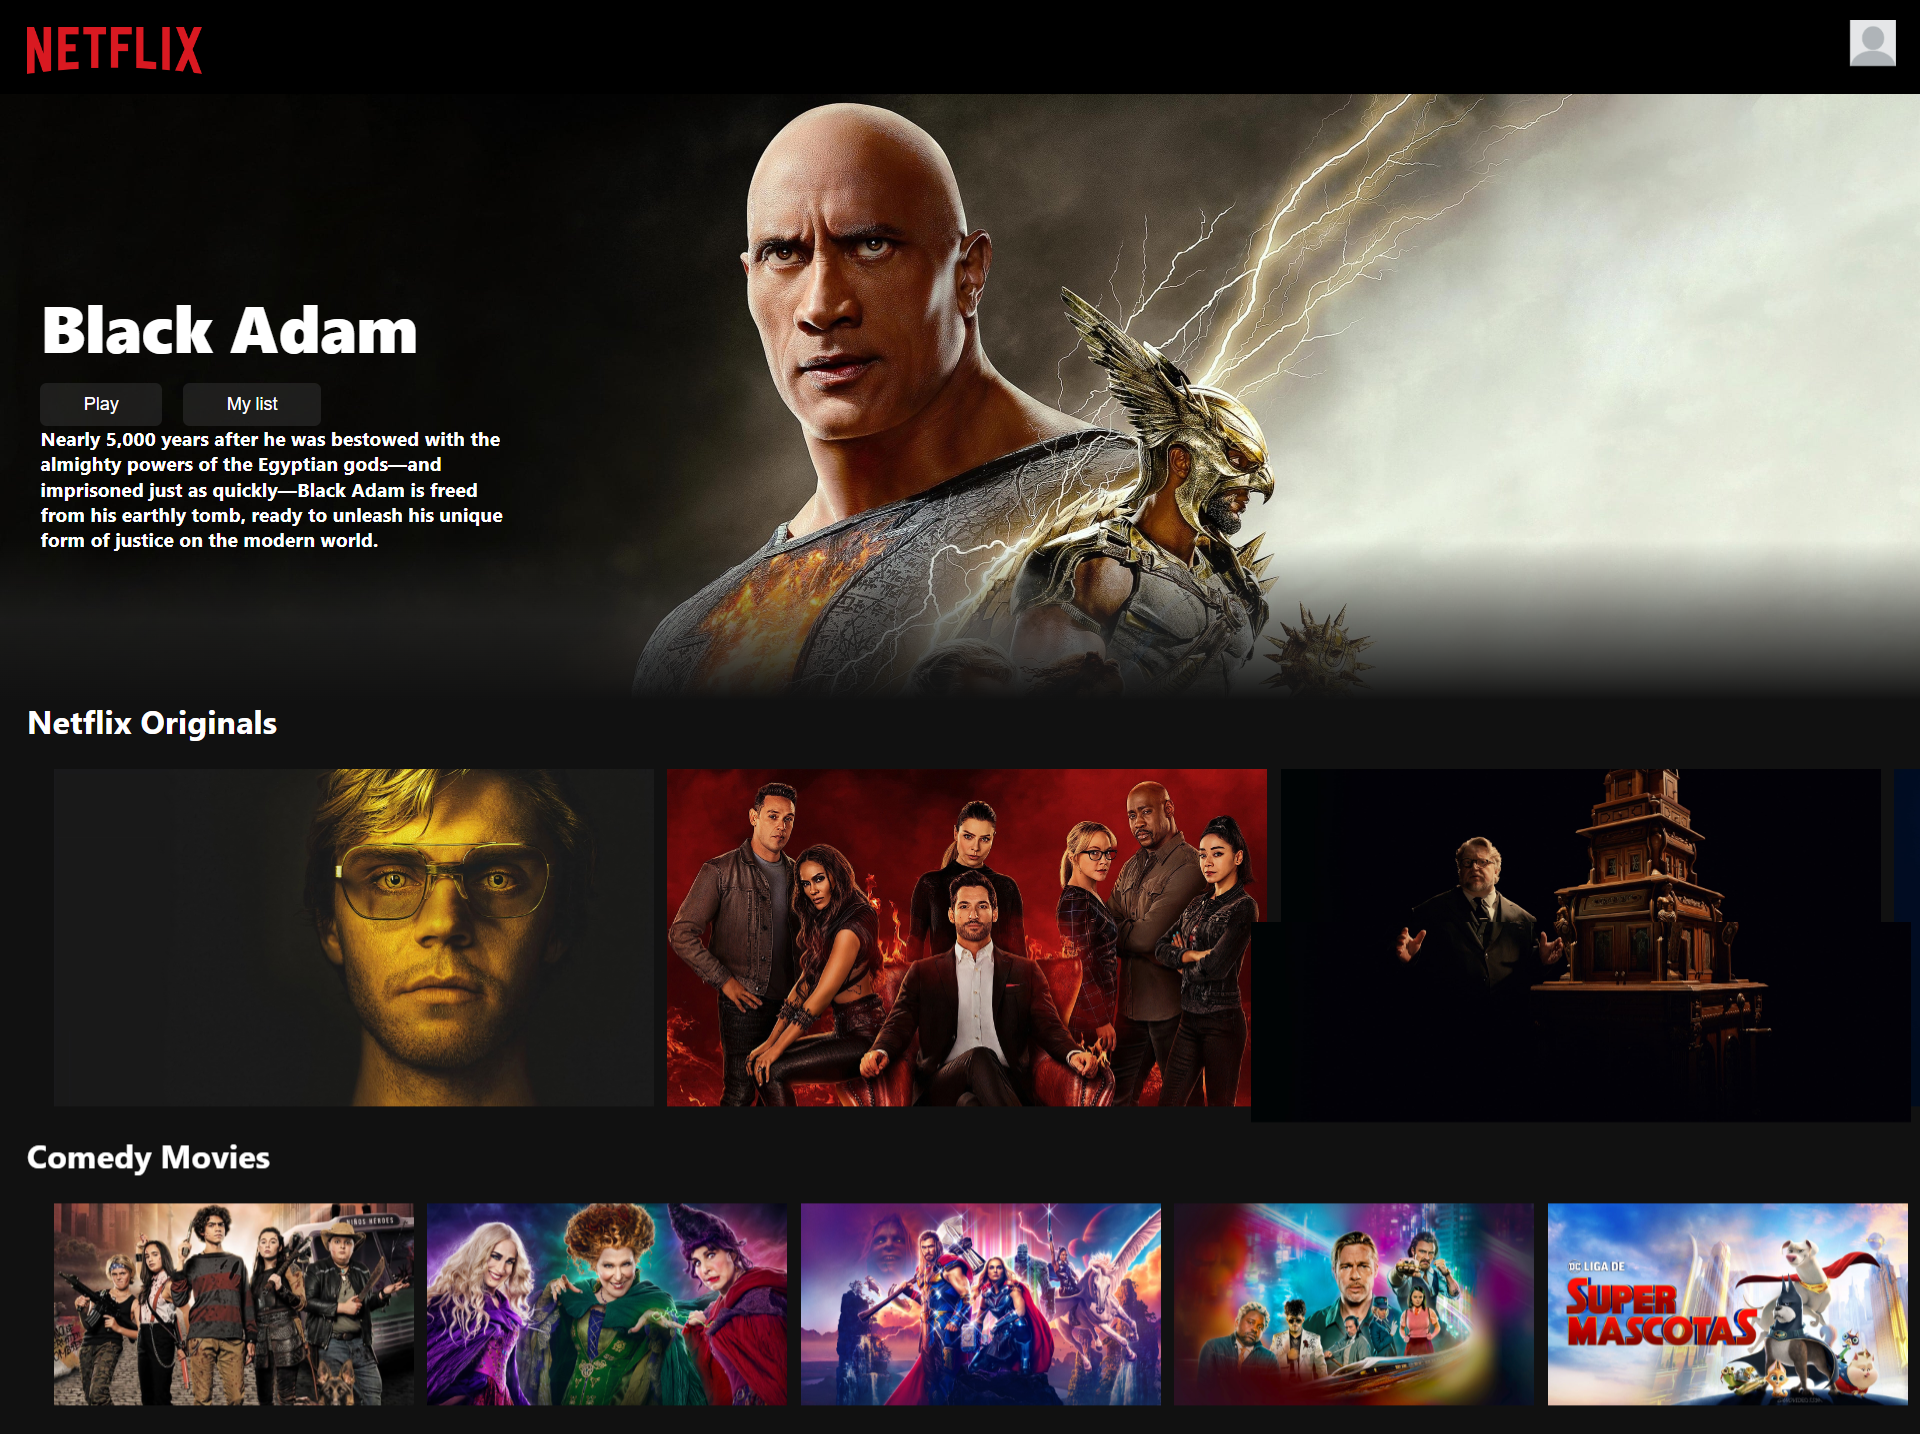 NETFLIX
Black Adam
Play
My list
Nearly 5,000 years after he was bestowed with the
almighty powers of the Egyptian gods—and
imprisoned just as quickly—Black Adam is freed
from his earthly tomb, ready to unleash his unique
form of justice on the modern world.
Netflix Originals
Comedy Movies
NIÑOS HÉROES
DC LIGA DE
SUPER
MASCOTAS